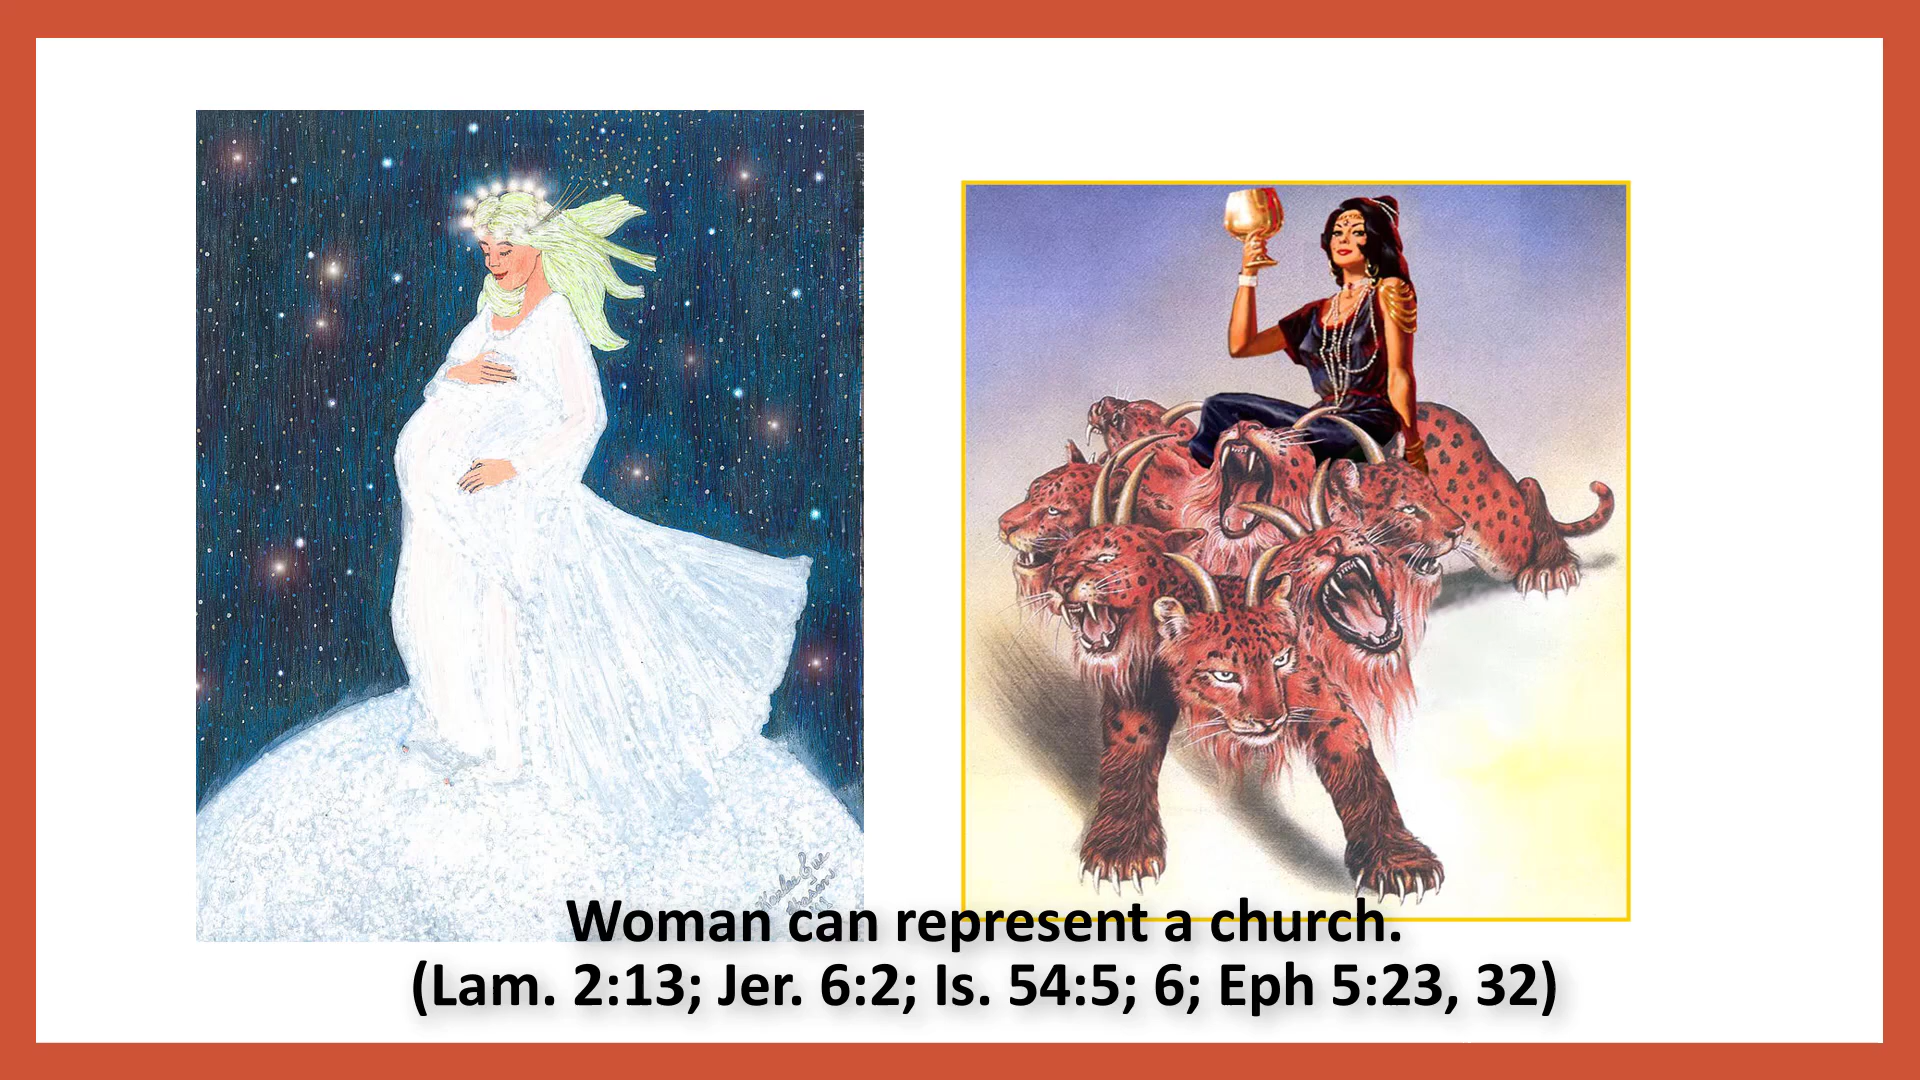 Woman can represent a church.
(Lam. 2:13; Jer. 6:2; Is. 54:5; 6; Eph 5:23, 32)